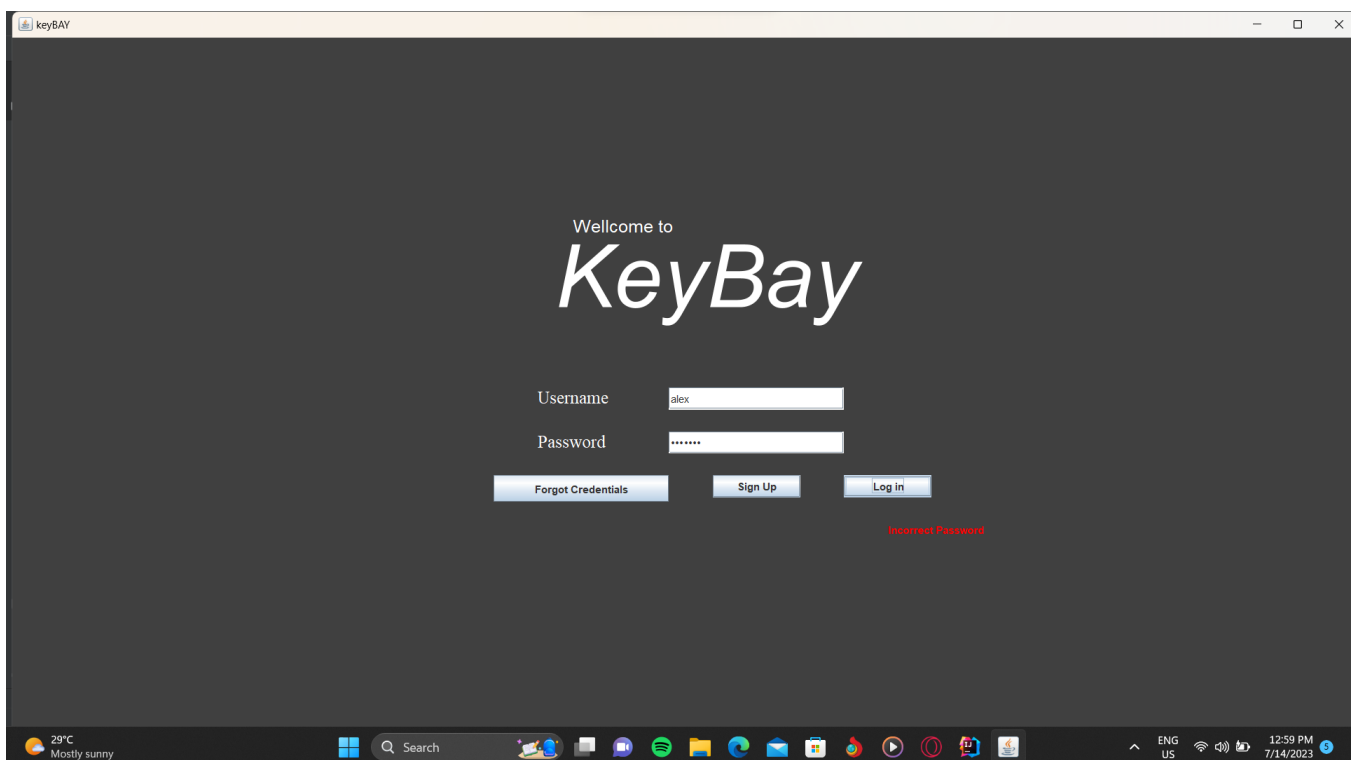 keyBAY
Wellcome to
KeyBay
Username alex
Password •••••••
Forgot Credentials Sign Up Log in
Incorrect Password
29°C
Mostly sunny
Search
ENG
US
12:59 PM
7/14/2023
5